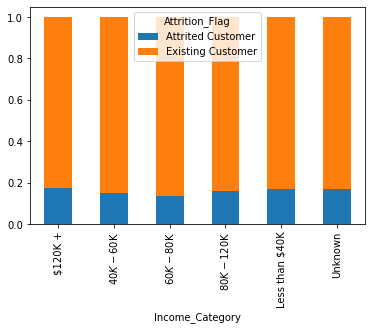 Attrition_Flag
Attrited Customer
Existing Customer
1.0
0.8
0.6
0.4
0.2
0.0
$120K +
40K − 60K
60K − 80K
80K − 120K
Less than $40K
Unknown
Income_Category